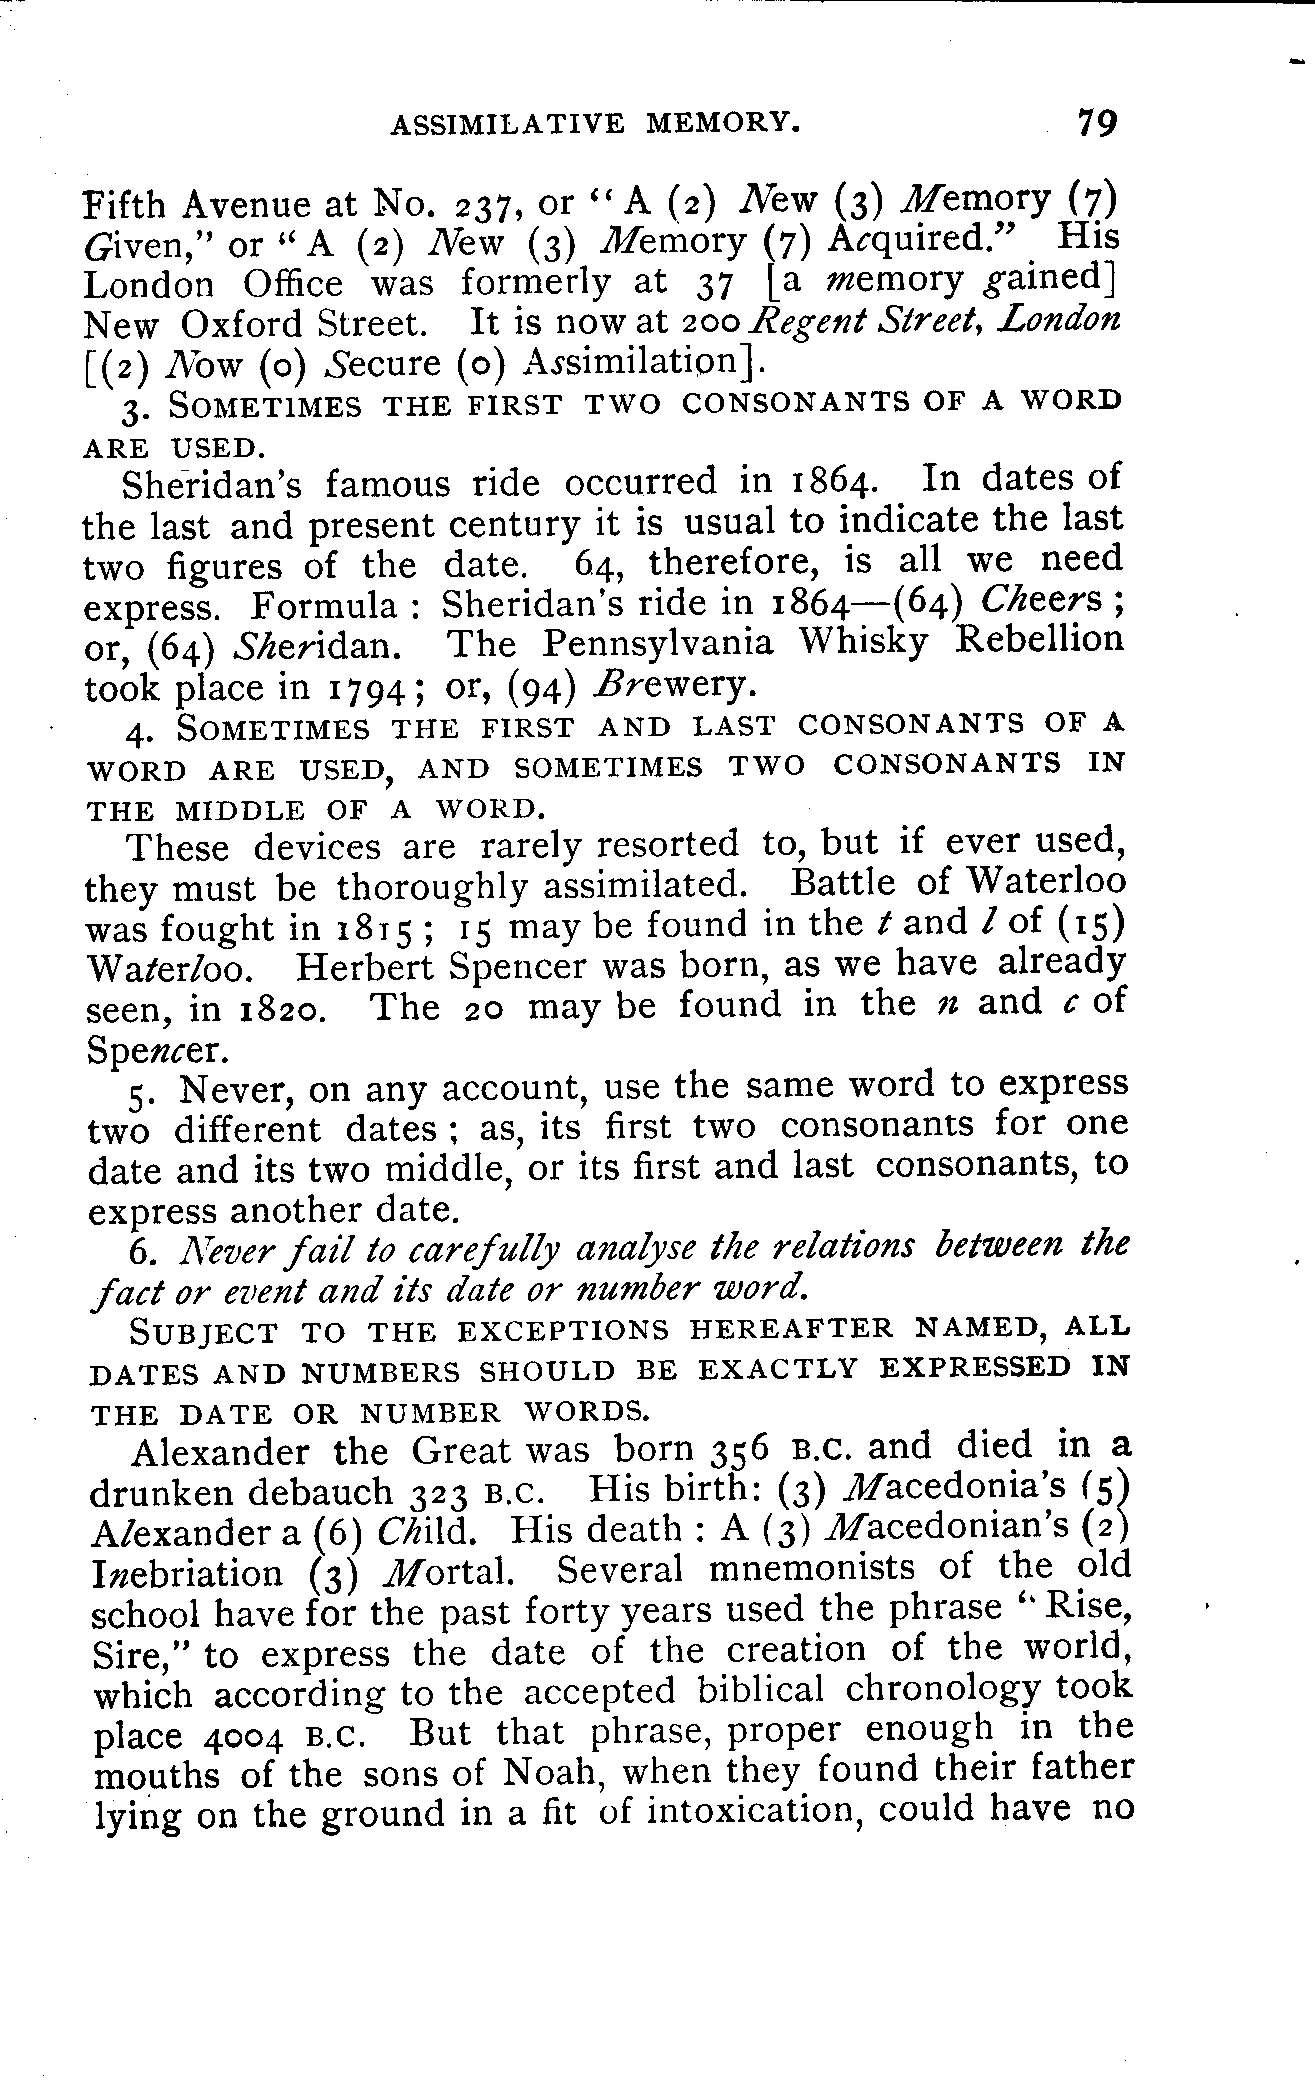 ASSIMILATIVE MEMORY. 79
Fifth Avenue at No. 237, or “ A (2) New (3) Memory (7)
Given,” or “ A (2) New (3) Memory (7) Acquired.” His
London Office was formerly at 37 [a memory gained]
New Oxford Street. It is now at 200 Regent Street, London
[(2) Now (0) Secure (0) Assimilation].
3. SOMETIMES THE FIRST TWO CONSONANTS OF A WORD
ARE USED.
Sheridan's famous ride occurred in 1864. In dates of
the last and present century it is usual to indicate the last
two figures of the date. 64, therefore, is all we need
express. Formula : Sheridan's ride in 1864—(64) Cheers ;
or, (64) Sheridan. The Pennsylvania Whisky Rebellion
took place in 1794 ; or, (94) Brewery.
4. SOMETIMES THE FIRST AND LAST CONSONANTS OF A
WORD ARE USED, AND SOMETIMES TWO CONSONANTS IN
THE MIDDLE OF A WORD.
These devices are rarely resorted to, but if ever used,
they must be thoroughly assimilated. Battle of Waterloo
was fought in 1815 ; 15 may be found in the t and l of (15)
Waterloo. Herbert Spencer was born, as we have already
seen, in 1820. The 20 may be found in the n and c of
Spencer.
5. Never, on any account, use the same word to express
two different dates ; as, its first two consonants for one
date and its two middle, or its first and last consonants, to
express another date.
6. Never fail to carefully analyse the relations between the
fact or event and its date or number word.
SUBJECT TO THE EXCEPTIONS HEREAFTER NAMED, ALL
DATES AND NUMBERS SHOULD BE EXACTLY EXPRESSED IN
THE DATE OR NUMBER WORDS.
Alexander the Great was born 356 B.C. and died in a
drunken debauch 323 B.C. His birth: (3) Macedonia's (5)
Alexander a (6) Child. His death : A (3) Macedonian's (2)
Inebriation (3) Mortal. Several mnemonists of the old
school have for the past forty years used the phrase “ Rise,
Sire,” to express the date of the creation of the world,
which according to the accepted biblical chronology took
place 4004 B.C. But that phrase, proper enough in the
mouths of the sons of Noah, when they found their father
lying on the ground in a fit of intoxication, could have no